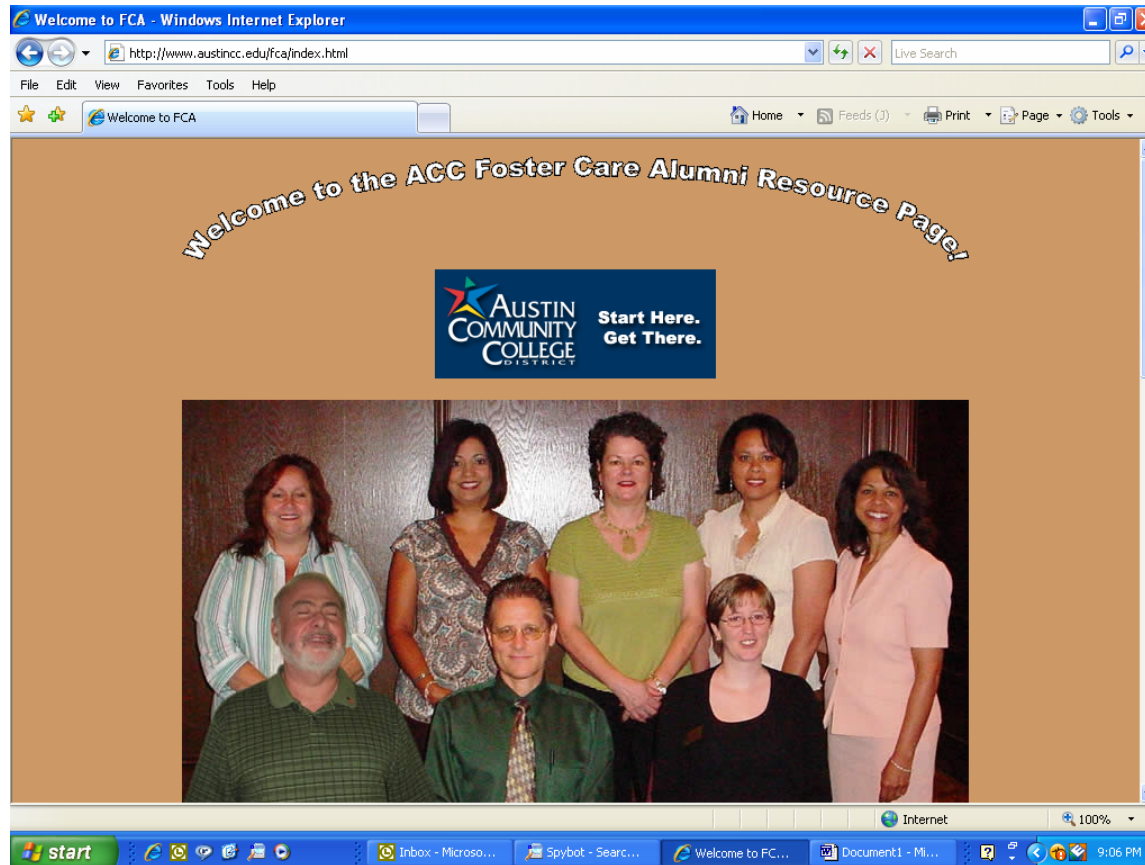 Welcome to FCA - Windows Internet Explorer
http://www.austincc.edu/fca/index.html
Live Search
File Edit View Favorites Tools Help
Welcome to FCA
Home Feeds (J) Print Page Tools
Welcome to the ACC Foster Care Alumni Resource Page!
AUSTIN
COMMUNITY
COLLEGE
DISTRICT
Start Here.
Get There.
Internet 100%
start Inbox - Microso... Spybot - Searc... Welcome to FC... Document1 - Mi... 9:06 PM